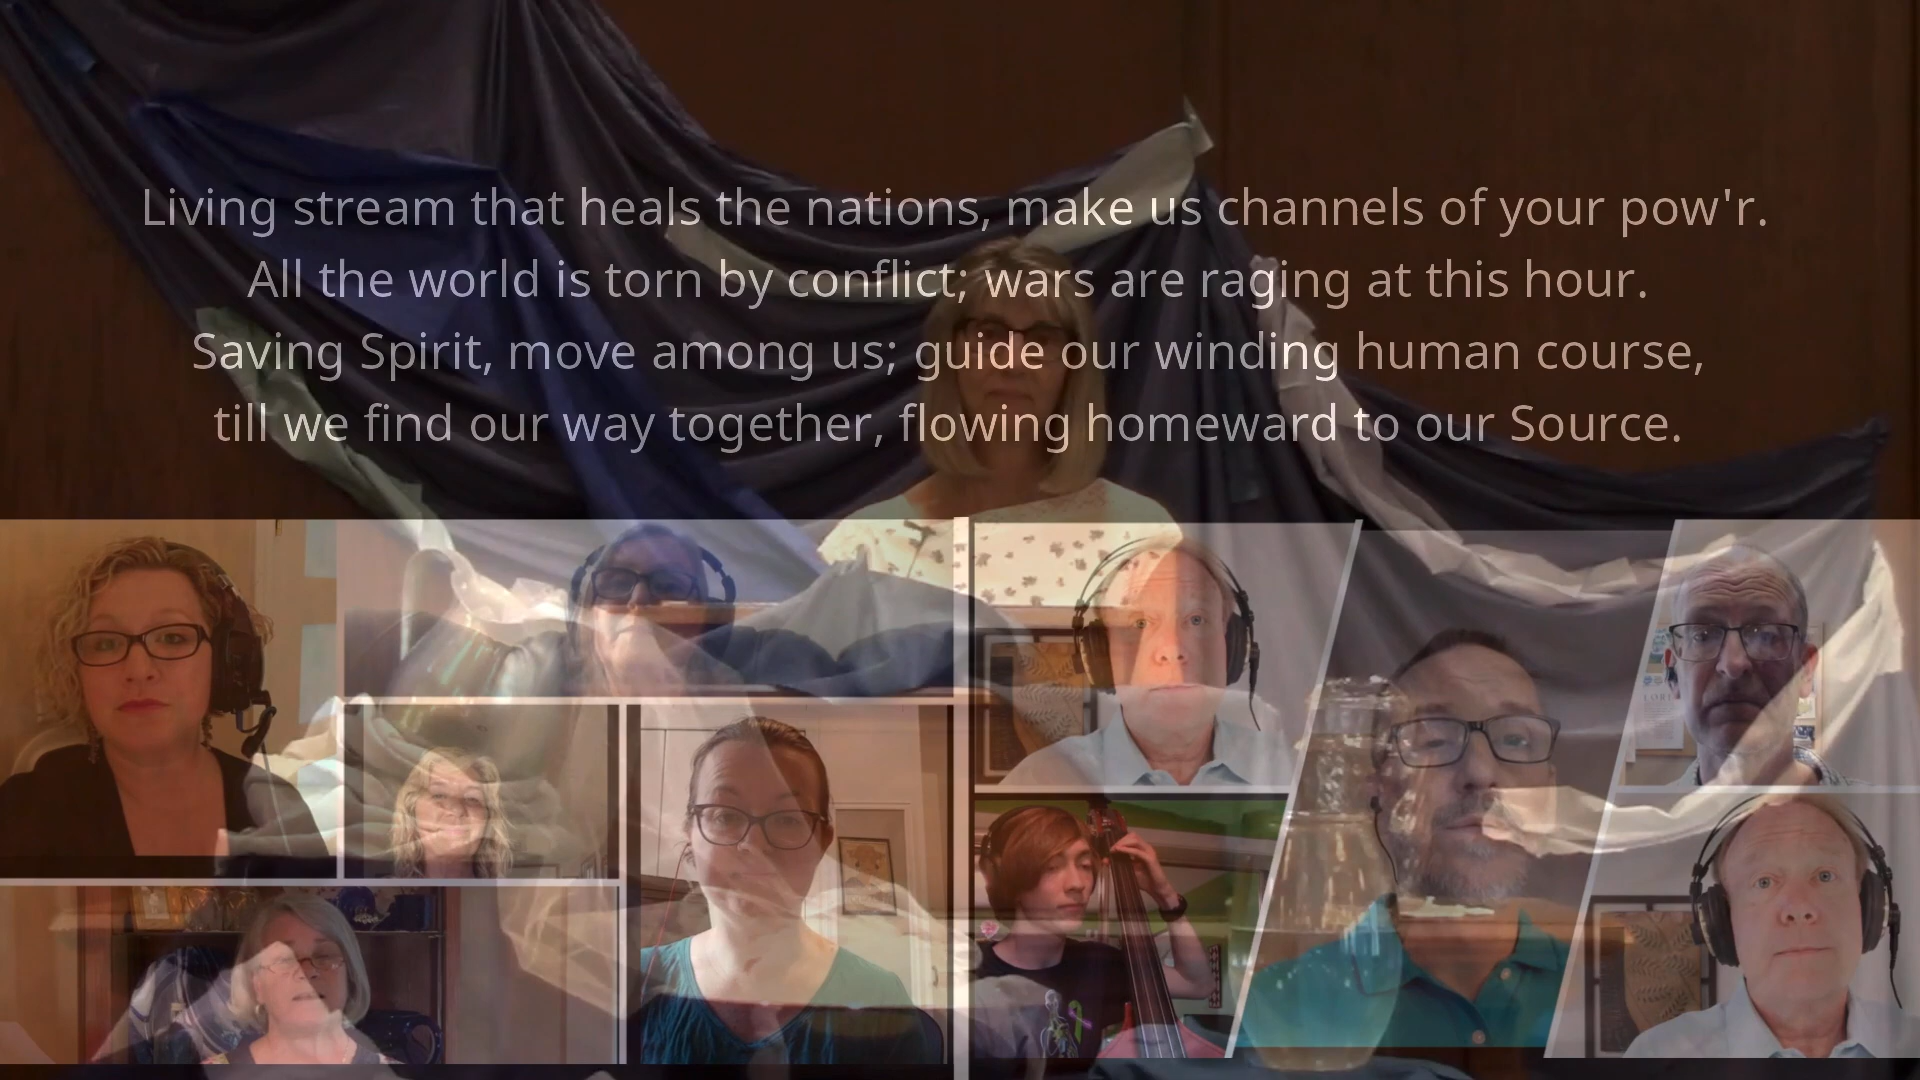 Living stream that heals the nations, make us channels of your pow'r.
All the world is torn by conflict; wars are raging at this hour.
Saving Spirit, move among us; guide our winding human course,
till we find our way together, flowing homeward to our Source.